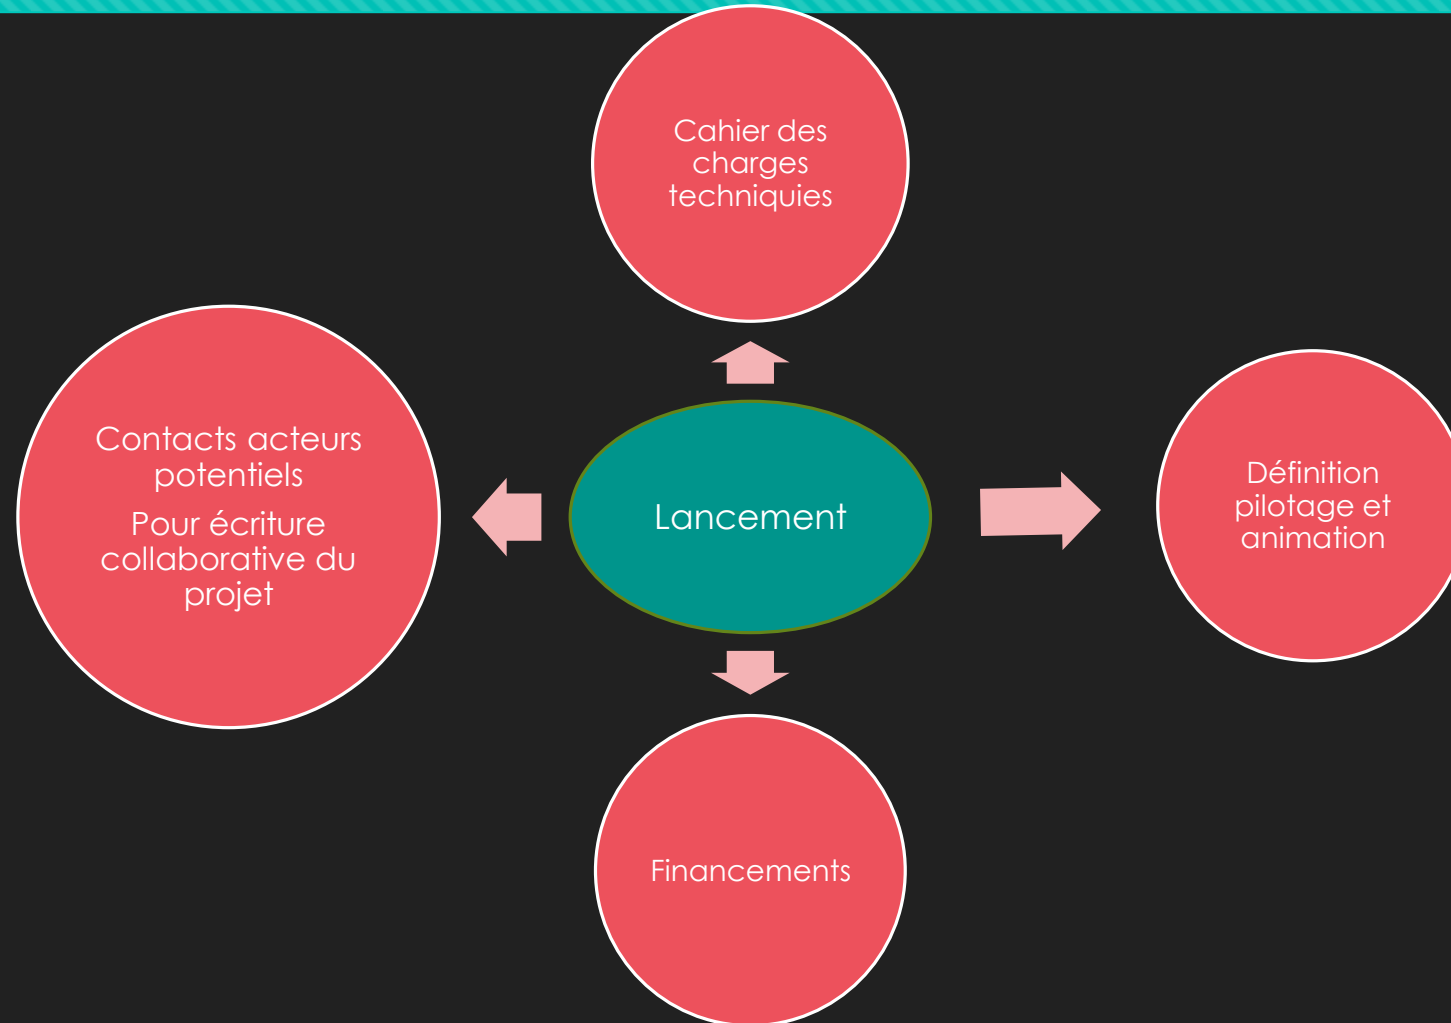 Cahier des
charges
techniquies
Contacts acteurs
potentiels
Pour écriture
collaborative du
projet
Lancement
Définition
pilotage et
animation
Financements